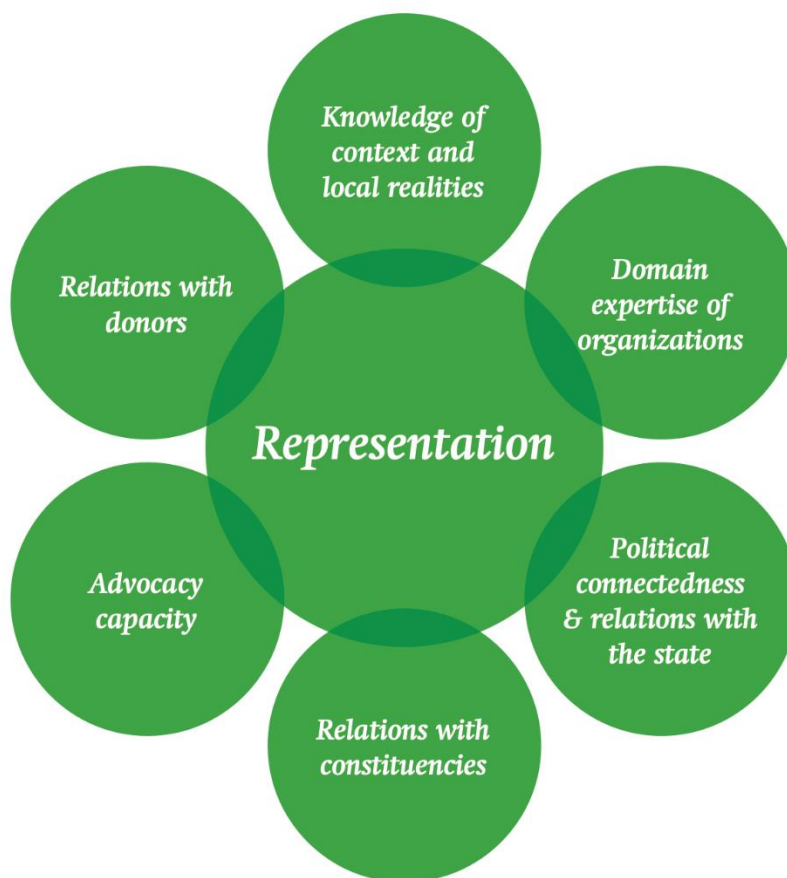 Knowledge of
context and
local realities
Domain
expertise of
organizations
Political
connectedness
& relations with
the state
Relations with
constituencies
Advocacy
capacity
Relations with
donors
Representation